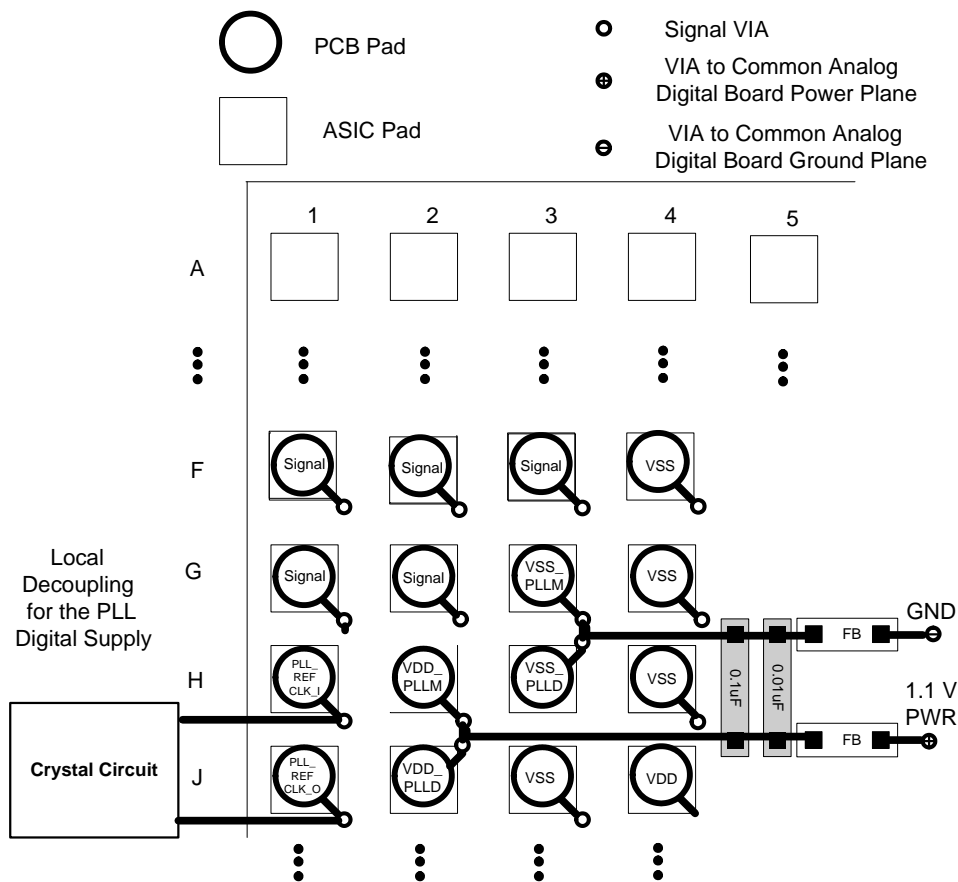 PCB Pad
Signal VIA
VIA to Common Analog
Digital Board Power Plane
ASIC Pad
VIA to Common Analog
Digital Board Ground Plane
1
2
3
4
5
A
F
Signal
Signal
Signal
VSS
Local
Decoupling
for the PLL
Digital Supply
G
Signal
Signal
VSS_
PLLM
VSS
GND
FB
H
PLL_
REF
CLK_I
VDD_
PLLM
VSS_
PLLD
VSS
0.1uF
0.01uF
1.1 V
PWR
FB
Crystal Circuit
J
PLL_
REF
CLK_O
VDD_
PLLD
VSS
VDD